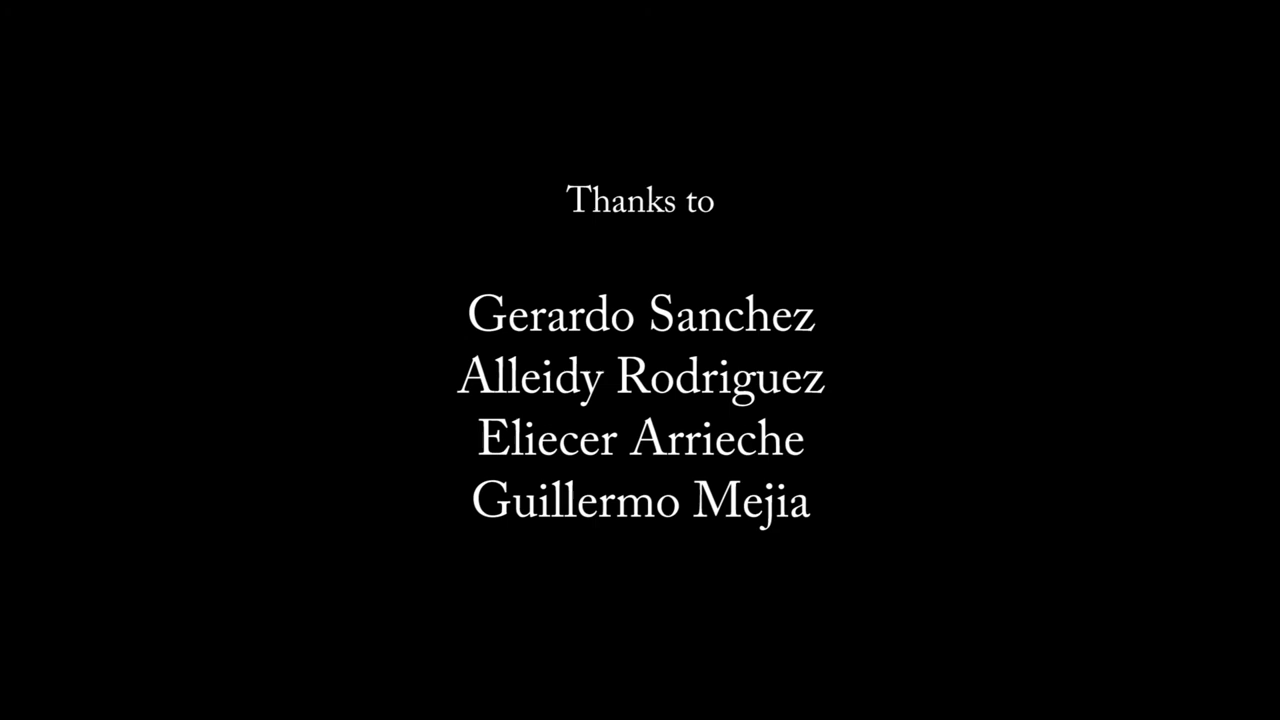 Thanks to
Gerardo Sanchez
Alleidy Rodriguez
Eliecer Arrieche
Guillermo Mejia